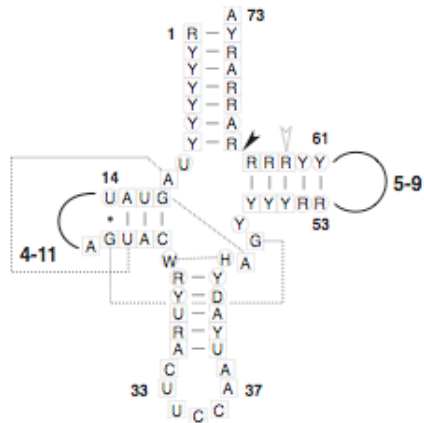 A 73
1 R Y
Y R
Y A
Y R
Y R
Y A
Y R
61
R R R Y Y
U
14 A
5-9
U A U G
Y Y Y R R
53
Y
A G U A C G
4-11
W H A
R Y
Y D
U A
R Y
A U
C A
33 U A 37
U C C